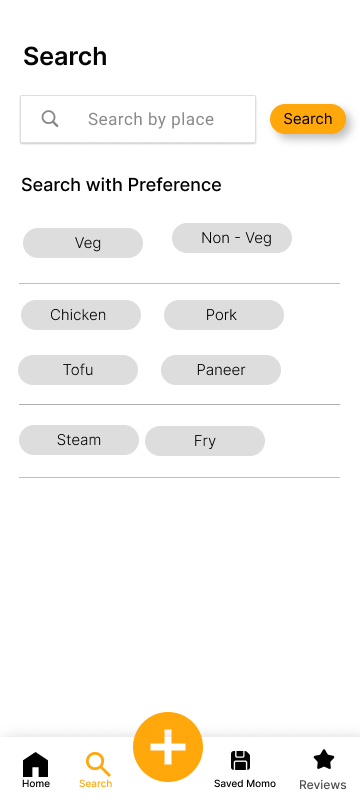 Search
Search by place
Search
Search with Preference
Veg
Non - Veg
Chicken
Pork
Tofu
Paneer
Steam
Fry
Home
Search
Saved Momo
Reviews